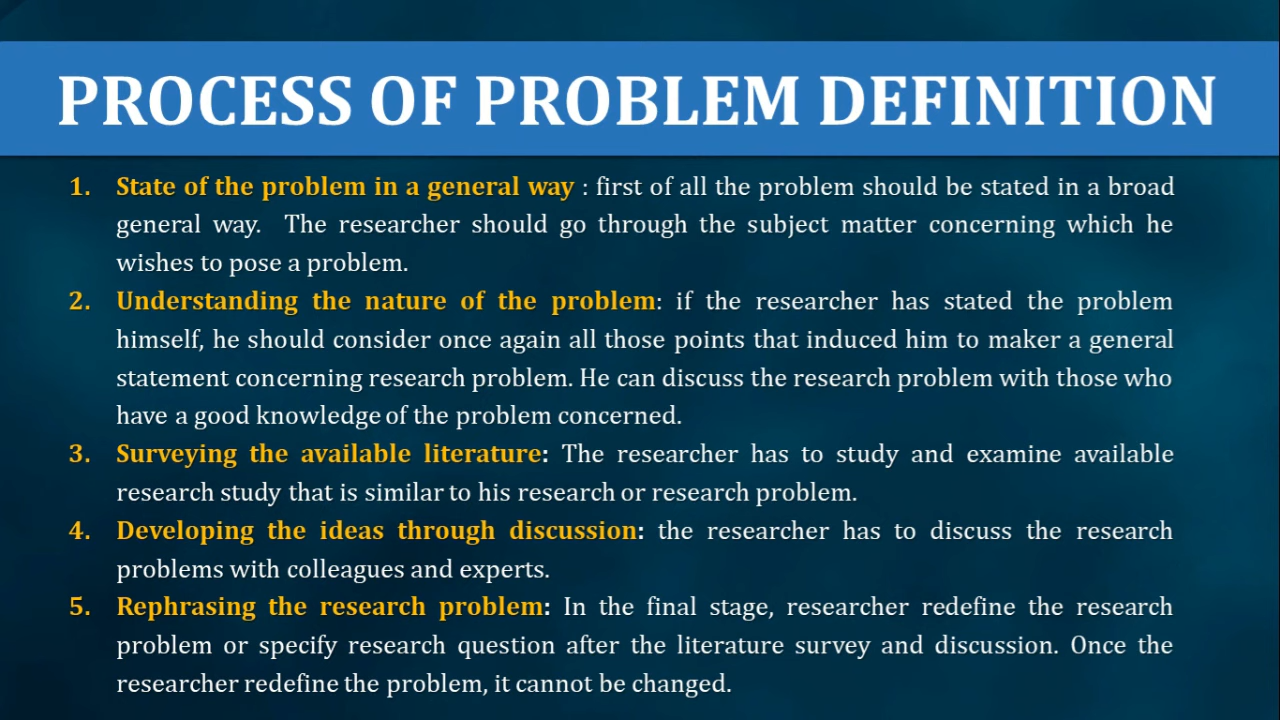 PROCESS OF PROBLEM DEFINITION
1. State of the problem in a general way : first of all the problem should be stated in a broad
general way. The researcher should go through the subject matter concerning which he
wishes to pose a problem.
2. Understanding the nature of the problem: if the researcher has stated the problem
himself, he should consider once again all those points that induced him to maker a general
statement concerning research problem. He can discuss the research problem with those who
have a good knowledge of the problem concerned.
3. Surveying the available literature: The researcher has to study and examine available
research study that is similar to his research or research problem.
4. Developing the ideas through discussion: the researcher has to discuss the research
problems with colleagues and experts.
5. Rephrasing the research problem: In the final stage, researcher redefine the research
problem or specify research question after the literature survey and discussion. Once the
researcher redefine the problem, it cannot be changed.